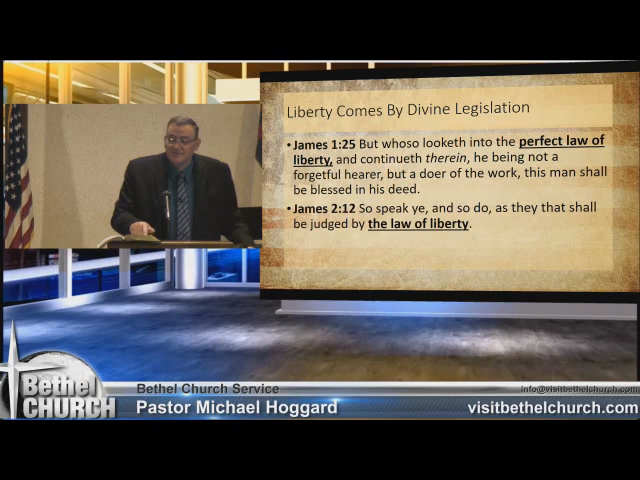 Liberty Comes By Divine Legislation
• James 1:25 But whoso looketh into the perfect law of
liberty, and continueth therein, he being not a
forgetful hearer, but a doer of the work, this man shall
be blessed in his deed.
• James 2:12 So speak ye, and so do, as they that shall
be judged by the law of liberty.
Bethel
CHURCH
Bethel Church Service
info@visitbethelchurch.com
Pastor Michael Hoggard
visitbethelchurch.com